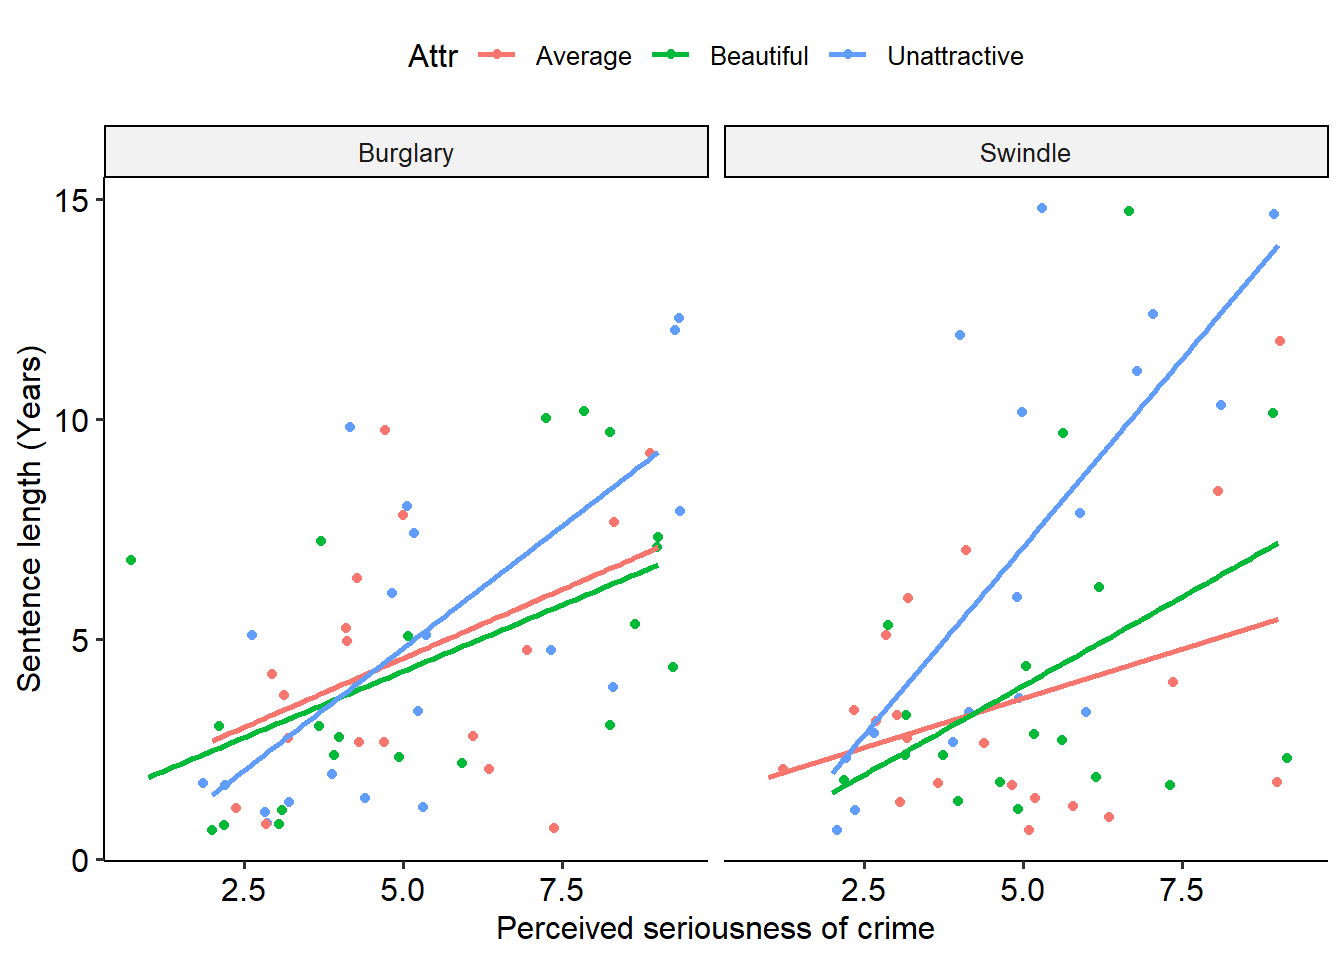 Attr Average Beautiful Unattractive
Burglary Swindle
15
10
5
0
2.5 5.0 7.5 2.5 5.0 7.5
Perceived seriousness of crime
Sentence length (Years)